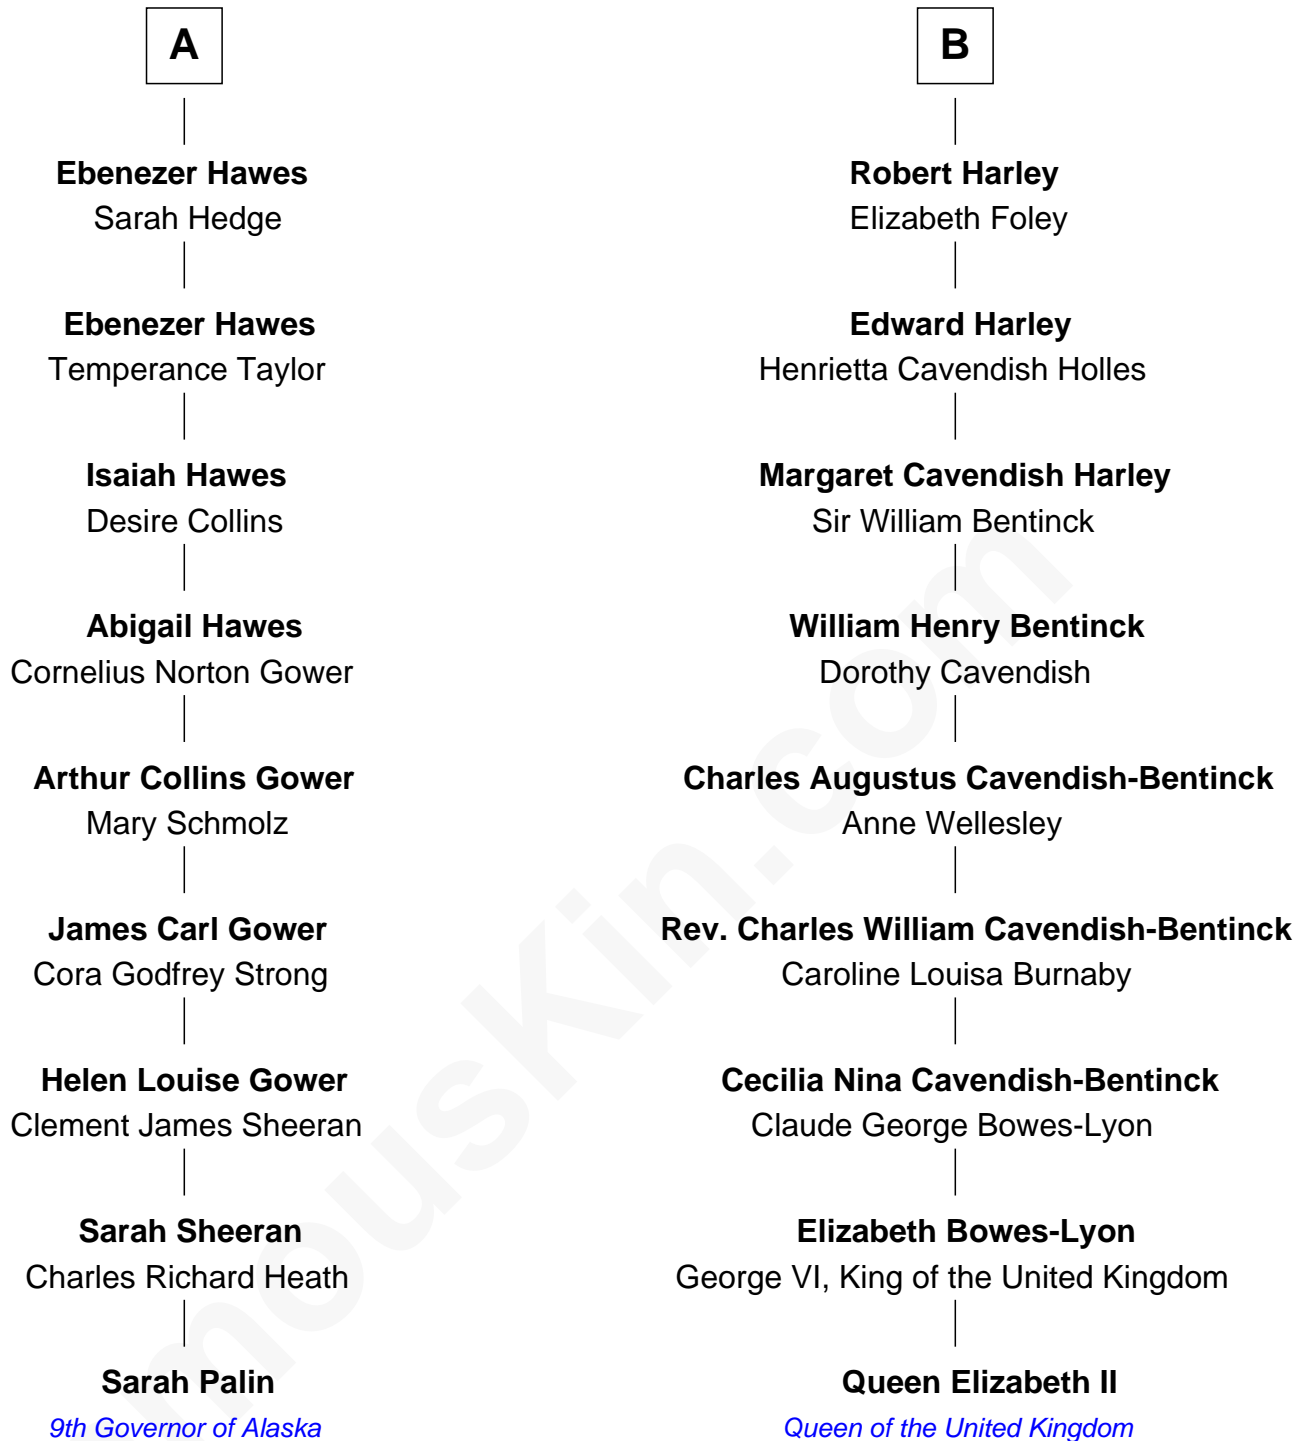 A
Ebenezer Hawes
Sarah Hedge
Ebenezer Hawes
Temperance Taylor
Isaiah Hawes
Desire Collins
Abigail Hawes
Cornelius Norton Gower
Arthur Collins Gower
Mary Schmolz
James Carl Gower
Cora Godfrey Strong
Helen Louise Gower
Clement James Sheeran
Sarah Sheeran
Charles Richard Heath
Sarah Palin
9th Governor of Alaska
B
Robert Harley
Elizabeth Foley
Edward Harley
Henrietta Cavendish Holles
Margaret Cavendish Harley
Sir William Bentinck
William Henry Bentinck
Dorothy Cavendish
Charles Augustus Cavendish-Bentinck
Anne Wellesley
Rev. Charles William Cavendish-Bentinck
Caroline Louisa Burnaby
Cecilia Nina Cavendish-Bentinck
Claude George Bowes-Lyon
Elizabeth Bowes-Lyon
George VI, King of the United Kingdom
Queen Elizabeth II
Queen of the United Kingdom
mousKin.com